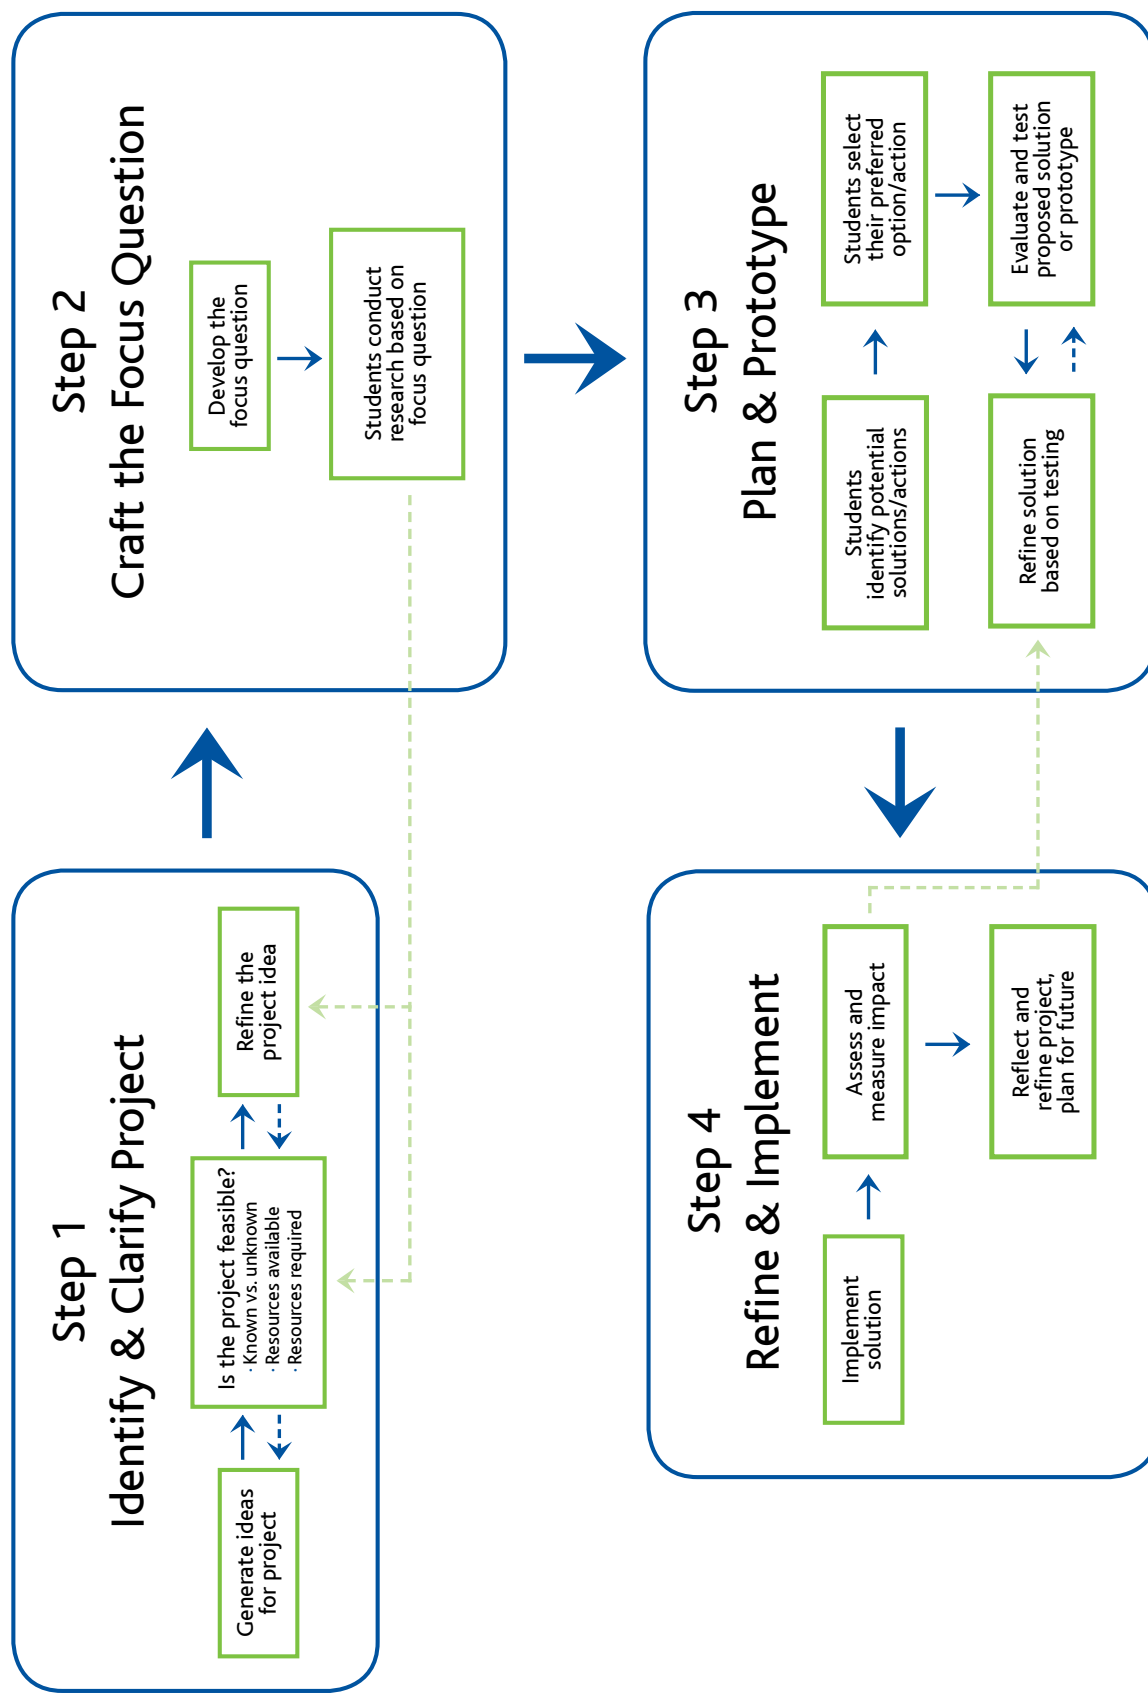 Step 1
Identify & Clarify Project
Generate ideas
for project
Is the project feasible?
· Known vs. unknown
· Resources available
· Resources required
Refine the
project idea
Step 2
Craft the Focus Question
Develop the
focus question
Students conduct
research based on
focus question
Step 3
Plan & Prototype
Students
identify potential
solutions/actions
Students select
their preferred
option/action
Evaluate and test
proposed solution
or prototype
Refine solution
based on testing
Step 4
Refine & Implement
Implement
solution
Assess and
measure impact
Reflect and
refine project,
plan for future